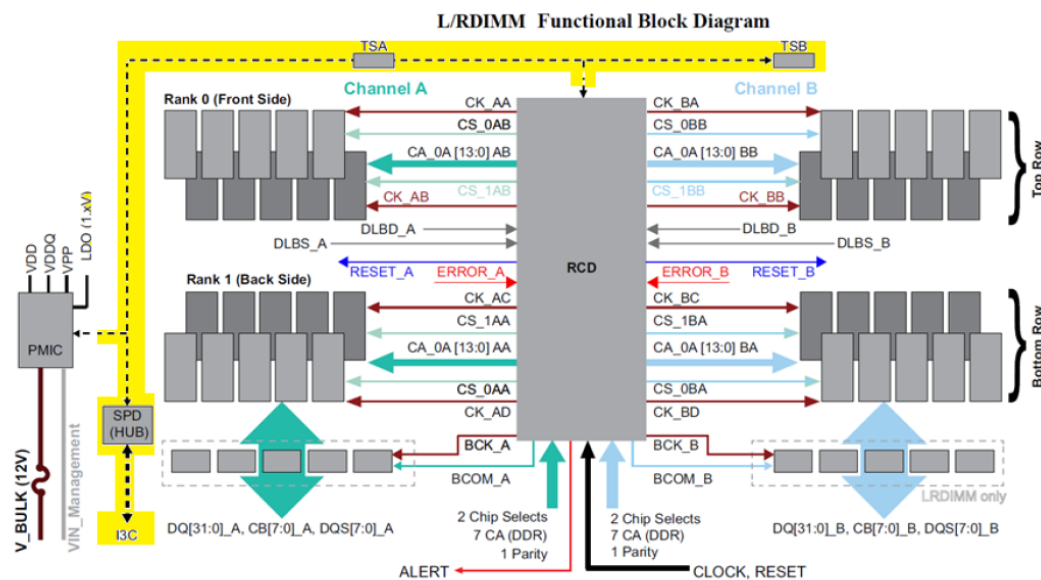 L/RDIMM Functional Block Diagram
TSA
TSB
Channel A
Channel B
Rank 0 (Front Side)
CK_AA
CK_BA
CS_0AB
CS_0BB
CA_0A [13:0] AB
CA_0A [13:0] BB
CS_1AB
CS_1BB
CK_AB
CK_BB
Top Row
DLBD_A
DLBD_B
DLBS_A
DLBS_B
RCD
RESET_A
ERROR_A
ERROR_B
RESET_B
VDD
VDDQ
VPP
LDO (1.xV)
PMIC
Rank 1 (Back Side)
CK_AC
CK_BC
CS_1AA
CS_1BA
CA_0A [13:0] AA
CA_0A [13:0] BA
CS_0AA
CS_0BA
CK_AD
CK_BD
Bottom Row
SPD
(HUB)
BCK_A
BCK_B
BCOM_A
BCOM_B
LRDIMM only
V_BULK (12V)
VIN_Management
I3C
DQ[31:0]_A, CB[7:0]_A, DQS[7:0]_A
2 Chip Selects
7 CA (DDR)
1 Parity
2 Chip Selects
7 CA (DDR)
1 Parity
DQ[31:0]_B, CB[7:0]_B, DQS[7:0]_B
ALERT
CLOCK, RESET